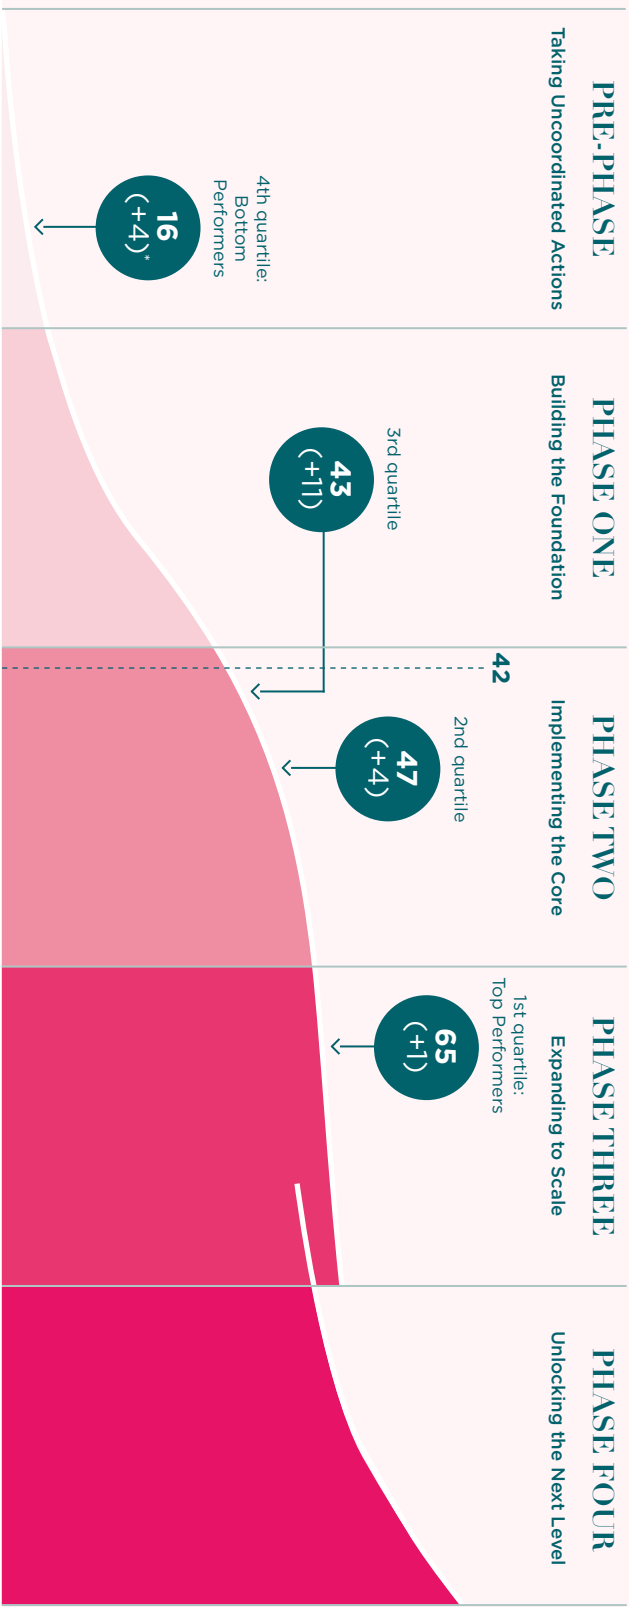 PRE-PHASE
Taking Uncoordinated Actions
4th quartile:
Bottom
Performers
16
(+4)*
PHASE ONE
Building the Foundation
3rd quartile
43
(+11)
PHASE TWO
Implementing the Core
42
2nd quartile
47
(+4)
PHASE THREE
Expanding to Scale
1st quartile:
Top Performers
65
(+1)
PHASE FOUR
Unlocking the Next Level